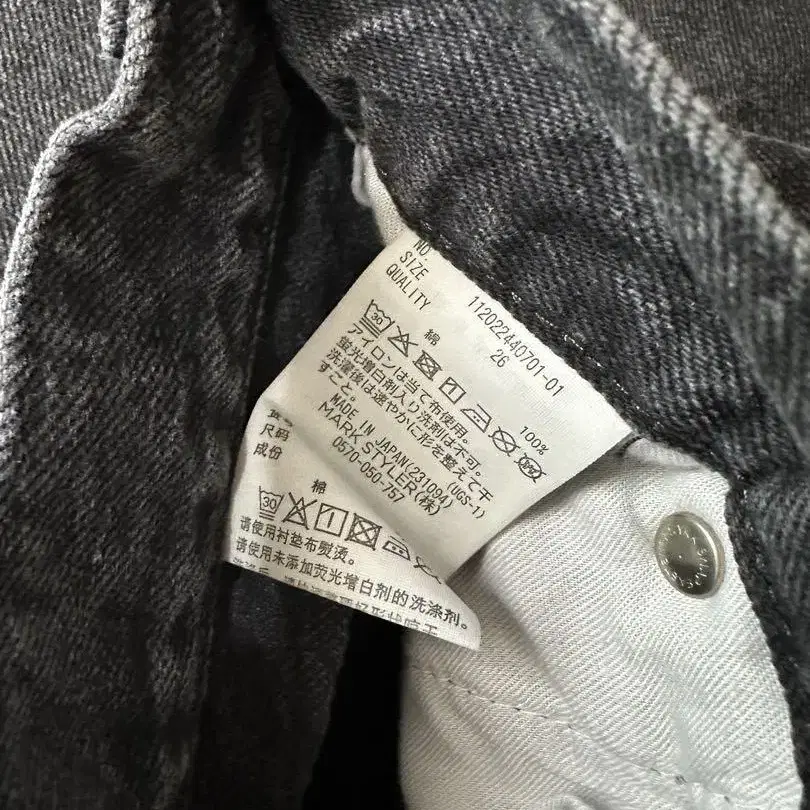 NO. 112022440701-01
SIZE 26
QUALITY
綿 100%
30
アイロンは当て布使用。
蛍光増白剤入り洗剤は不可。
洗濯後は速やかに形を整えて干
すこと。
MADE IN JAPAN(231094) (UGS-1)
MARK STYLER(株)
0570-050-757
尺码
成份
棉
30
请使用衬垫布熨烫。
请使用未添加荧光增白剂的洗涤剂。